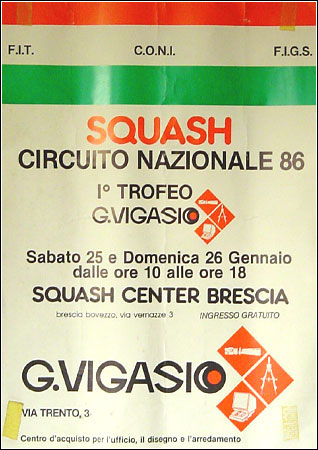 F.I.T. C.O.N.I. F.I.G.S.
SQUASH
CIRCUITO NAZIONALE 86
I° TROFEO
G.VIGASIO
Sabato 25 e Domenica 26 Gennaio
dalle ore 10 alle ore 18
SQUASH CENTER BRESCIA
brescia bovezzo, via vernazze 3 INGRESSO GRATUITO
G.VIGASIO
VIA TRENTO, 3
Centro d'acquisto per l'ufficio, il disegno e l'arredamento